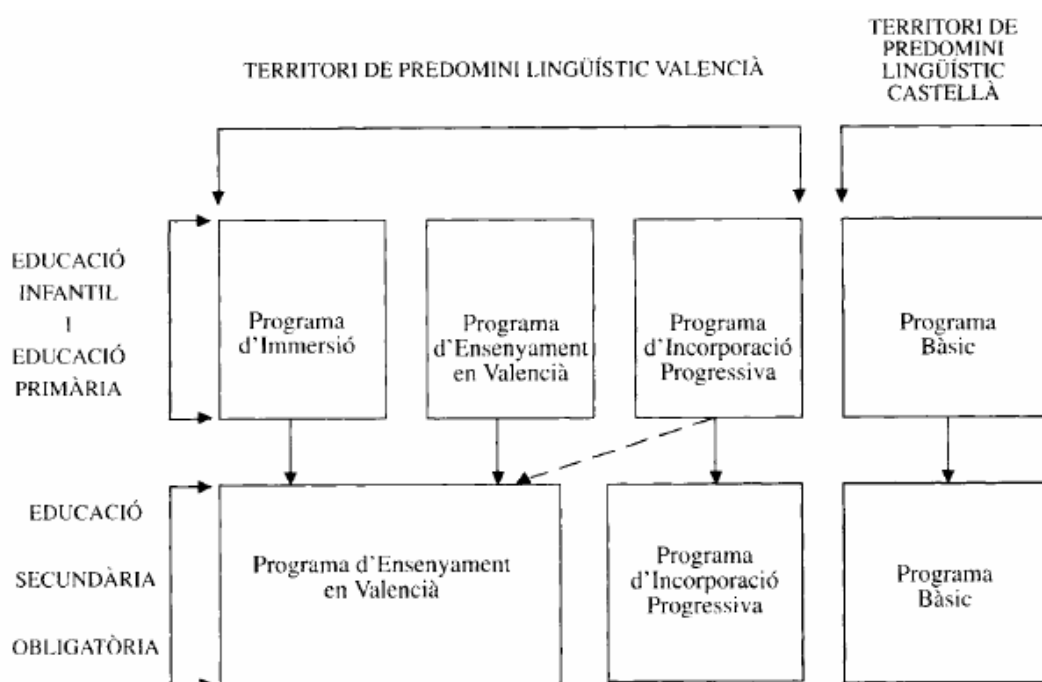 TERRITORI DE PREDOMINI LINGÜÍSTIC VALENCIÀ
TERRITORI DE
PREDOMINI
LINGÜÍSTIC
CASTELLÀ
EDUCACIÓ
INFANTIL
I
EDUCACIÓ
PRIMÀRIA
Programa
d'Immersió
Programa
d'Ensenyament
en Valencià
Programa
d'Incorporació
Progressiva
Programa
Bàsic
EDUCACIÓ
SECUNDÀRIA
OBLIGATÒRIA
Programa d'Ensenyament
en Valencià
Programa
d'Incorporació
Progressiva
Programa
Bàsic